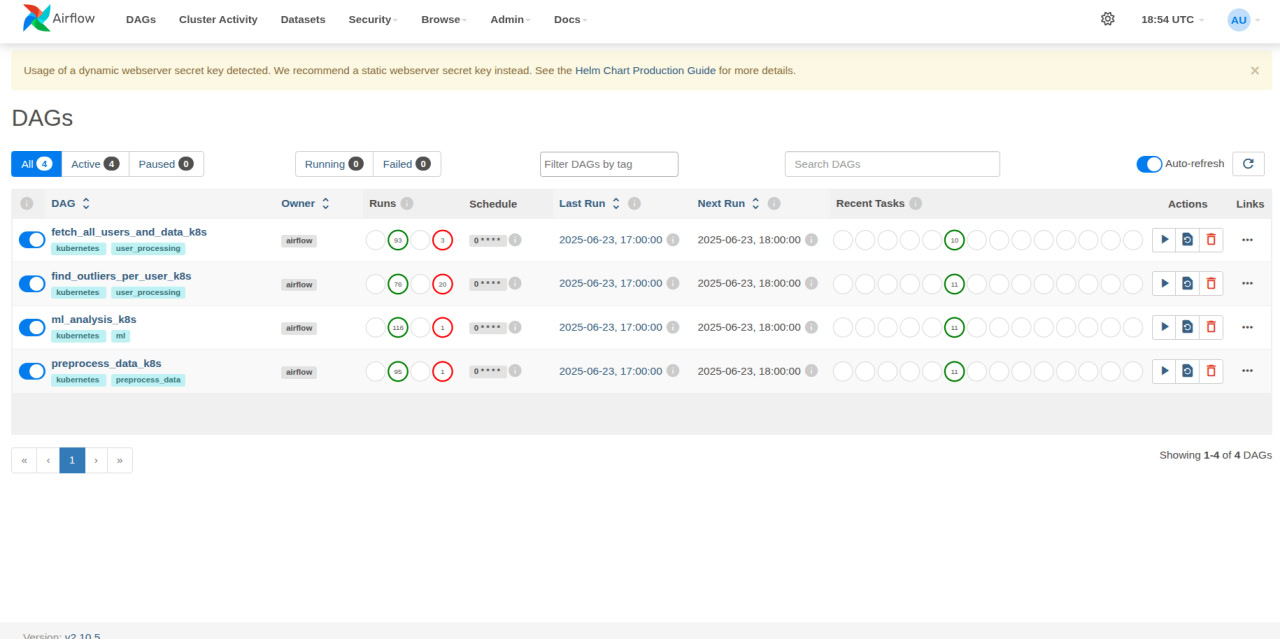 Airflow DAGs Cluster Activity Datasets Security Browse Admin Docs 18:54 UTC AU
Usage of a dynamic webserver secret key detected. We recommend a static webserver secret key instead. See the Helm Chart Production Guide for more details. ×
DAGs
All 4 Active 4 Paused 0 Running 0 Failed 0 Filter DAGs by tag Search DAGs Auto-refresh
DAG Owner Runs Schedule Last Run Next Run Recent Tasks Actions Links
fetch_all_users_and_data_k8s
kubernetes user_processing airflow 93 3 0 * * * * 2025-06-23, 17:00:00 2025-06-23, 18:00:00 10
find_outliers_per_user_k8s
kubernetes user_processing airflow 76 20 0 * * * * 2025-06-23, 17:00:00 2025-06-23, 18:00:00 11
ml_analysis_k8s
kubernetes ml airflow 116 1 0 * * * * 2025-06-23, 17:00:00 2025-06-23, 18:00:00 11
preprocess_data_k8s
kubernetes preprocess_data airflow 95 1 0 * * * * 2025-06-23, 17:00:00 2025-06-23, 18:00:00 11
« ‹ 1 › »
Showing 1-4 of 4 DAGs
Version: v2.10.5